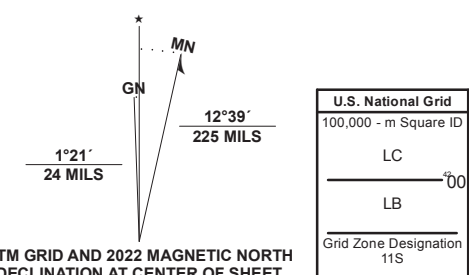 ★
MN
GN
12°39´
225 MILS
1°21´
24 MILS
TM GRID AND 2022 MAGNETIC NORTH
DECLINATION AT CENTER OF SHEET
U.S. National Grid
100,000 - m Square ID
LC
⁴²00
LB
Grid Zone Designation
11S